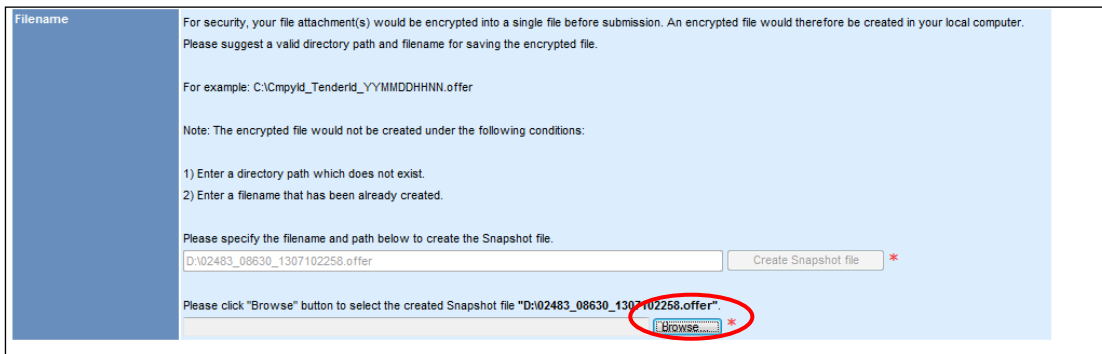 Filename
For security, your file attachment(s) would be encrypted into a single file before submission. An encrypted file would therefore be created in your local computer.
Please suggest a valid directory path and filename for saving the encrypted file.
For example: C:\CmpyId_TenderId_YYMMDDHHNN.offer
Note: The encrypted file would not be created under the following conditions:
1) Enter a directory path which does not exist.
2) Enter a filename that has been already created.
Please specify the filename and path below to create the Snapshot file.
D:\02483_08630_1307102258.offer Create Snapshot file *
Please click "Browse" button to select the created Snapshot file "D:\02483_08630_1307102258.offer".
Browse... *